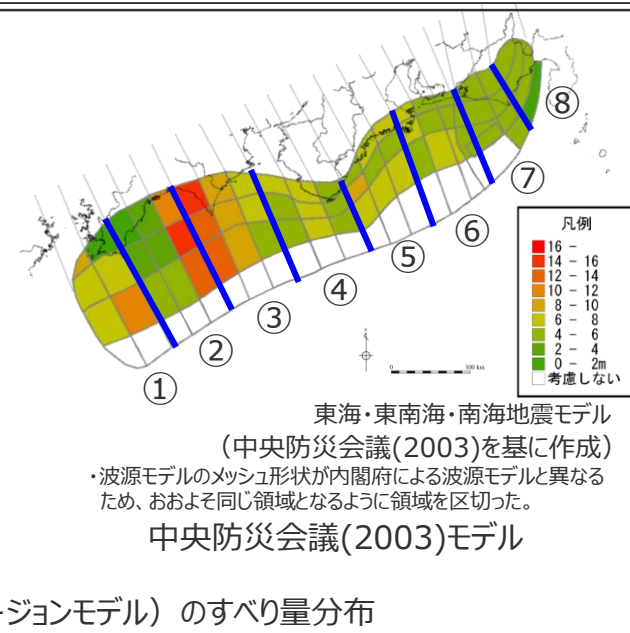 ⑧
⑦
⑥
⑤
④
③
②
①
凡例
16 -
14 - 16
12 - 14
10 - 12
8 - 10
6 - 8
4 - 6
2 - 4
0 - 2m
考慮しない
0 100 km
東海・東南海・南海地震モデル
(中央防災会議(2003)を基に作成)
・波源モデルのメッシュ形状が内閣府による波源モデルと異なる
ため、おおよそ同じ領域となるように領域を区切った。
中央防災会議(2003)モデル
ージョンモデル）のすべり量分布